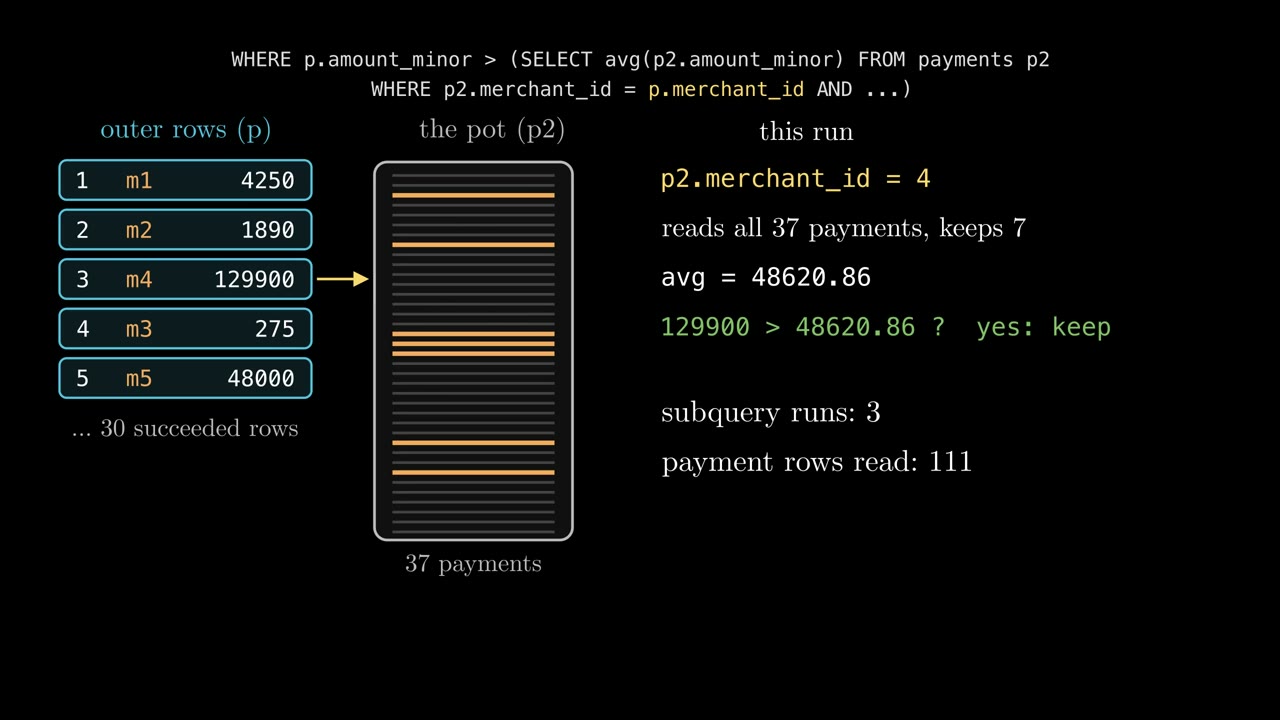 WHERE p.amount_minor > (SELECT avg(p2.amount_minor) FROM payments p2
WHERE p2.merchant_id = p.merchant_id AND ...)
outer rows (p)
1 m1 4250
2 m2 1890
3 m4 129900
4 m3 275
5 m5 48000
... 30 succeeded rows
the pot (p2)
37 payments
this run
p2.merchant_id = 4
reads all 37 payments, keeps 7
avg = 48620.86
129900 > 48620.86 ? yes: keep
subquery runs: 3
payment rows read: 111